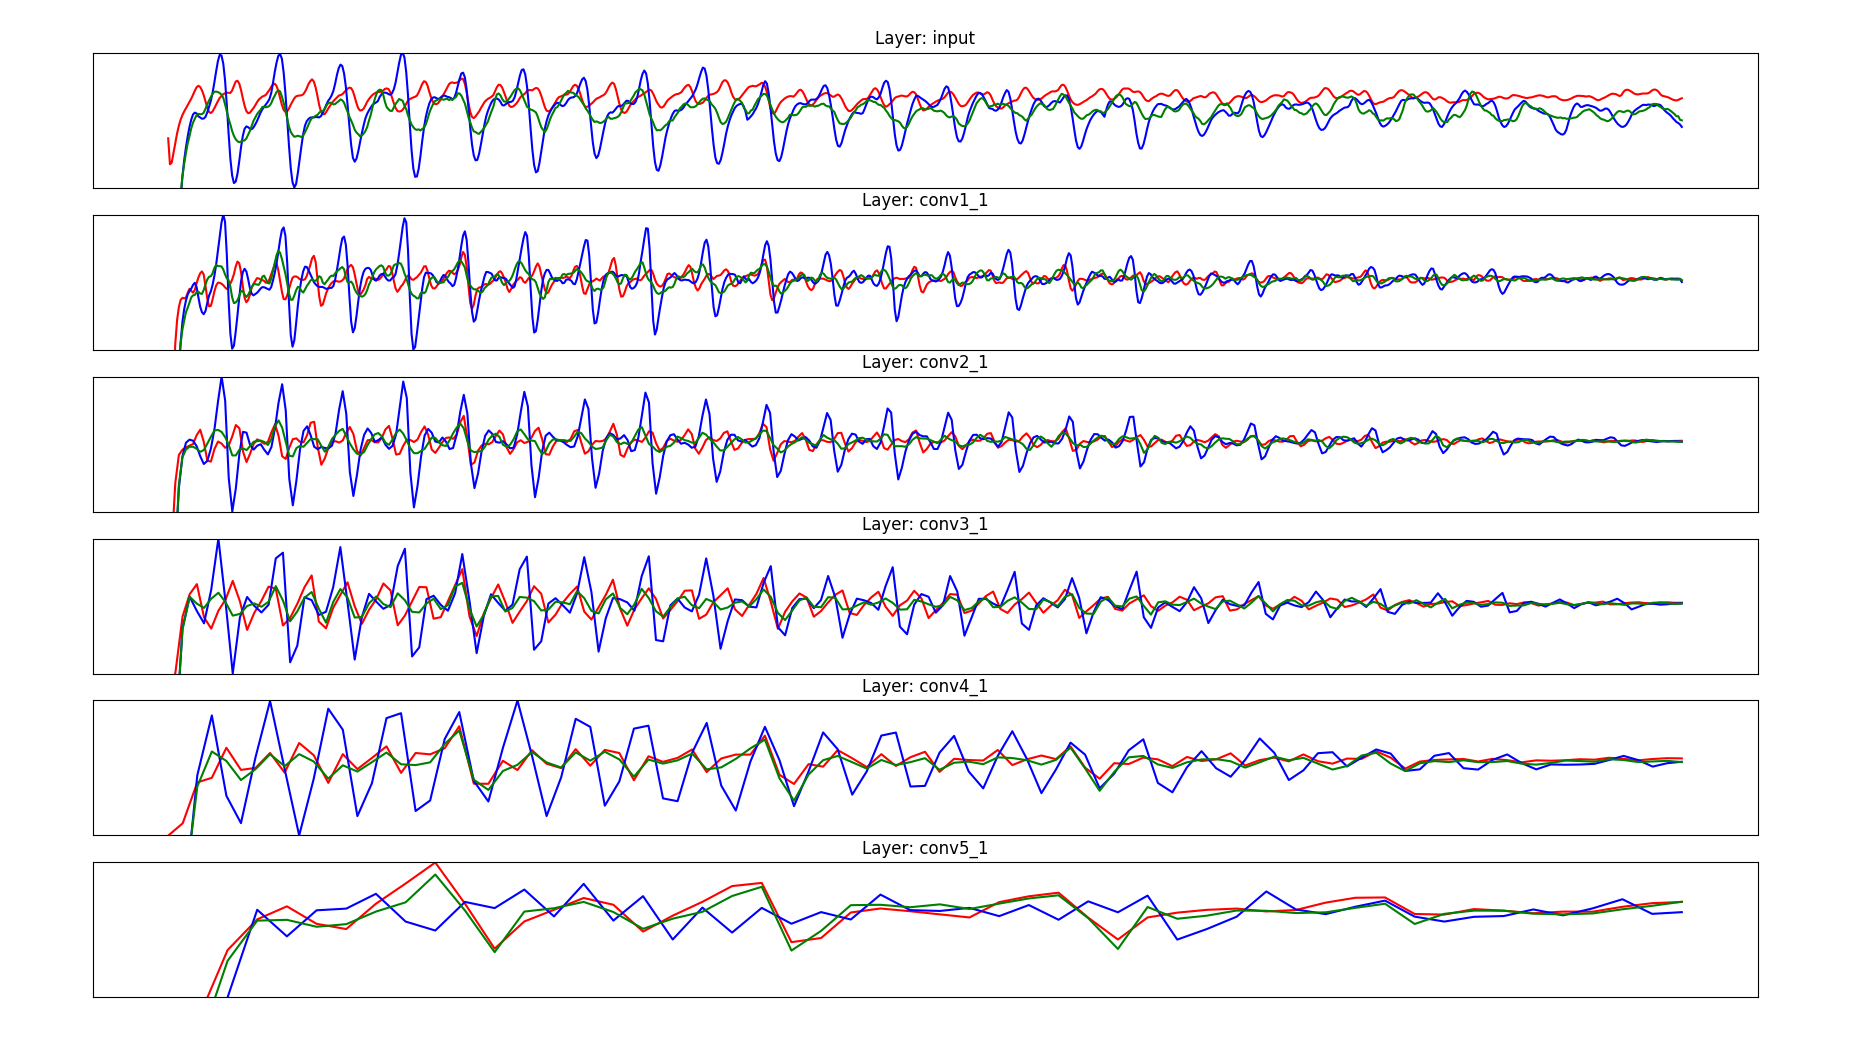 Layer: input
Layer: conv1_1
Layer: conv2_1
Layer: conv3_1
Layer: conv4_1
Layer: conv5_1